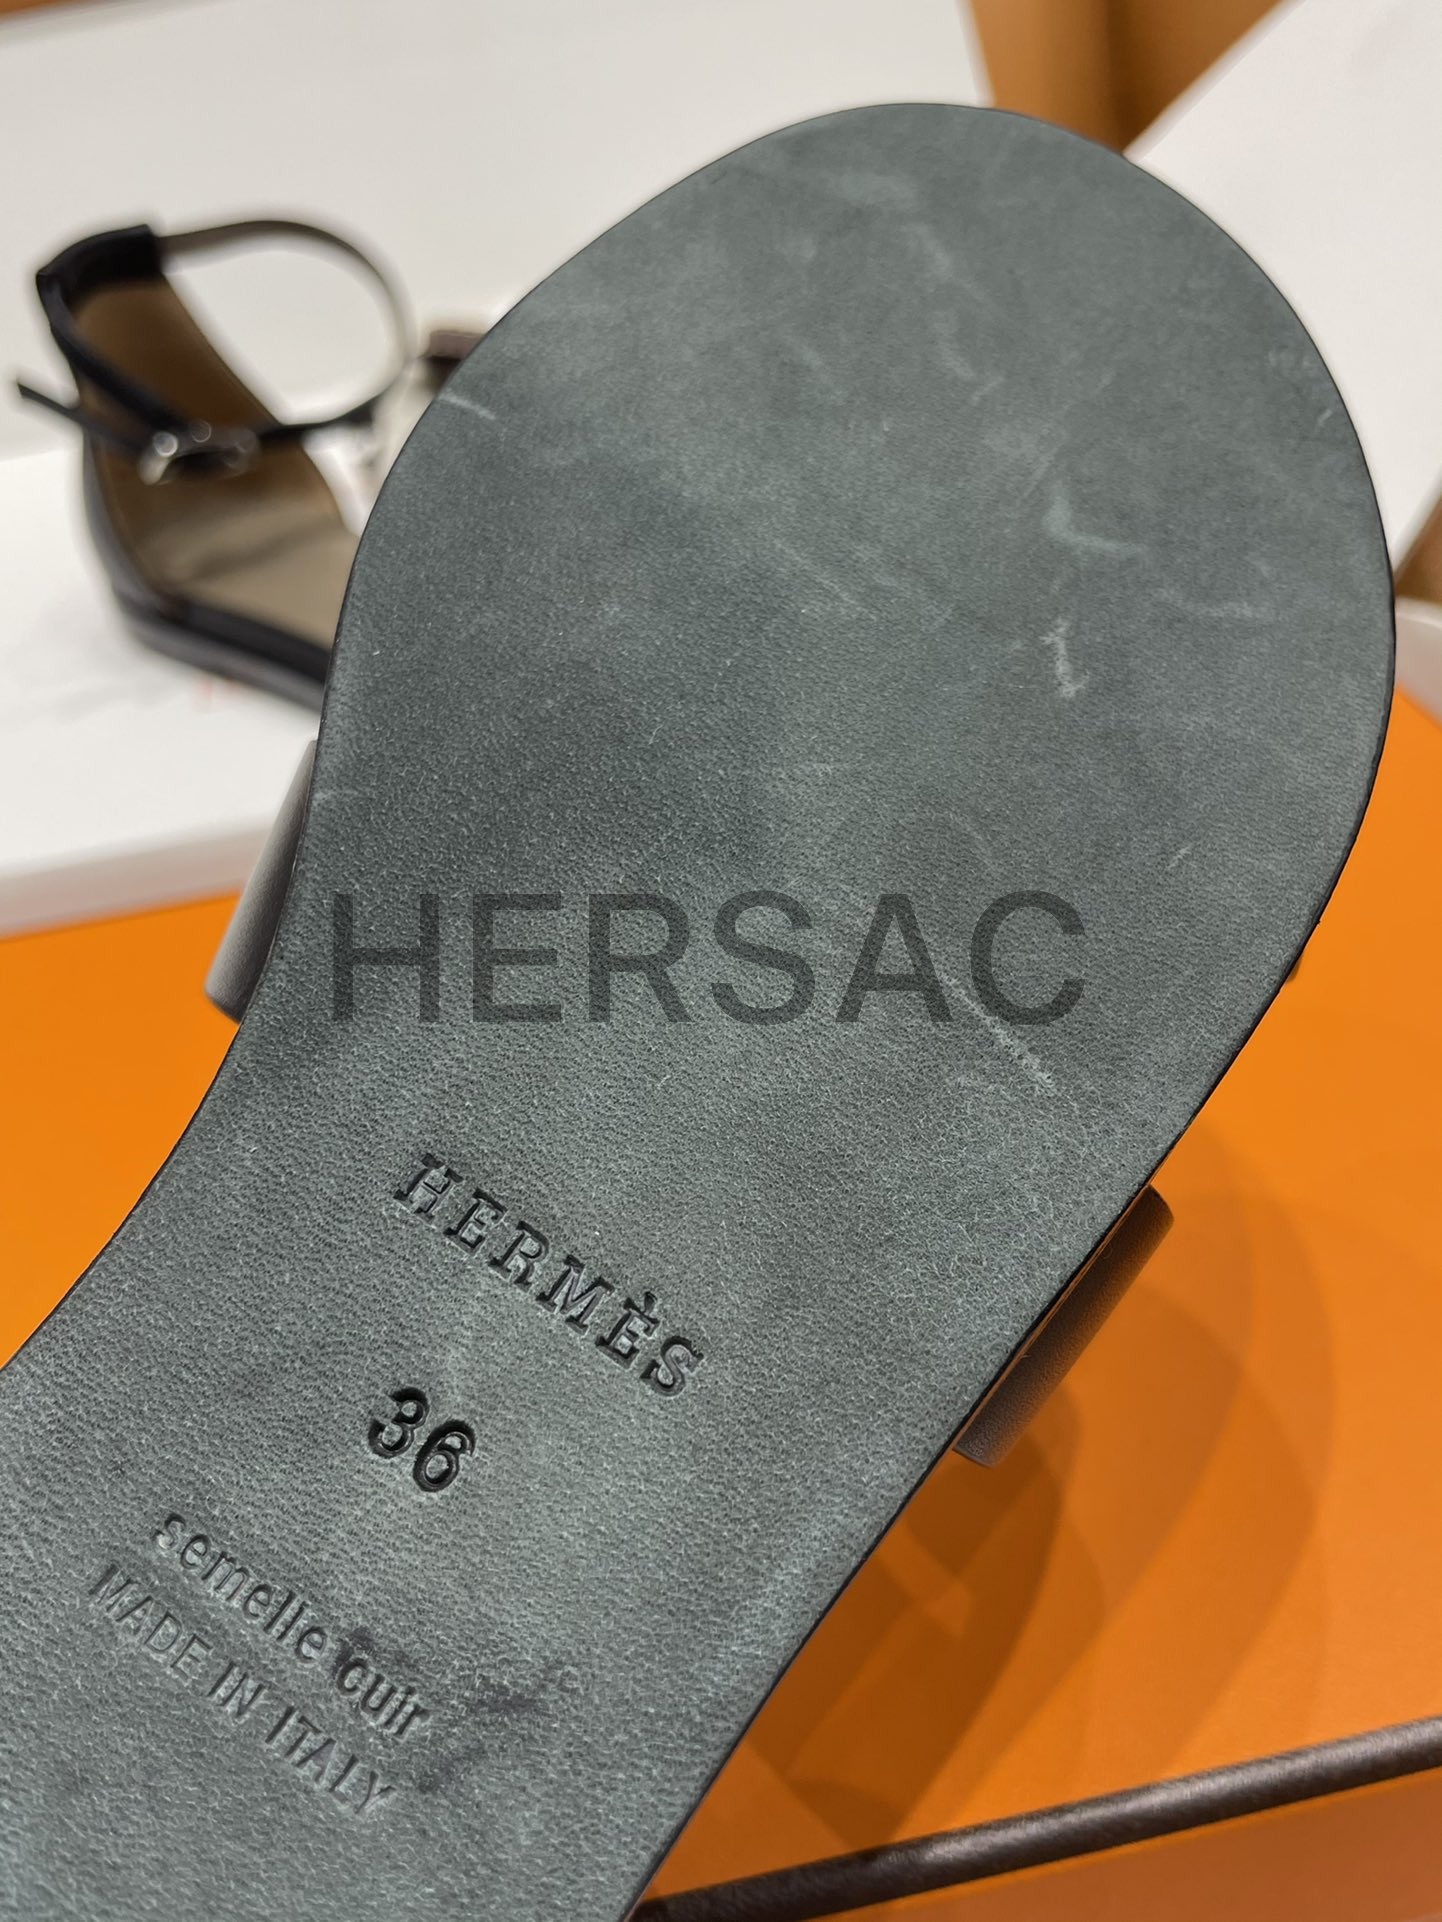 HERSAC
HERMÈS
36
semelle cuir
MADE IN ITALY